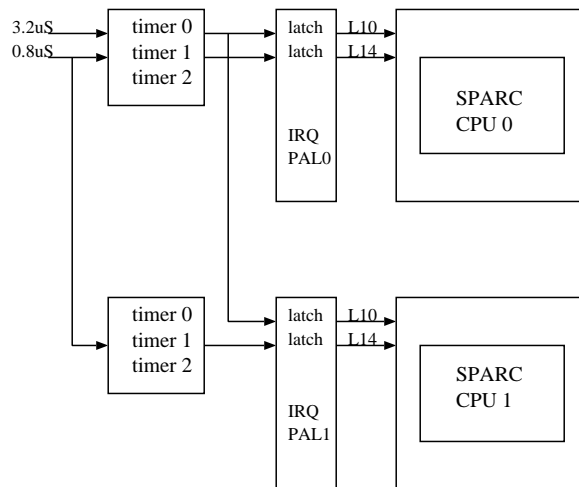 3.2uS
0.8uS
timer 0
timer 1
timer 2
latch
latch
IRQ
PAL0
L10
L14
SPARC
CPU 0
timer 0
timer 1
timer 2
latch
latch
IRQ
PAL1
L10
L14
SPARC
CPU 1